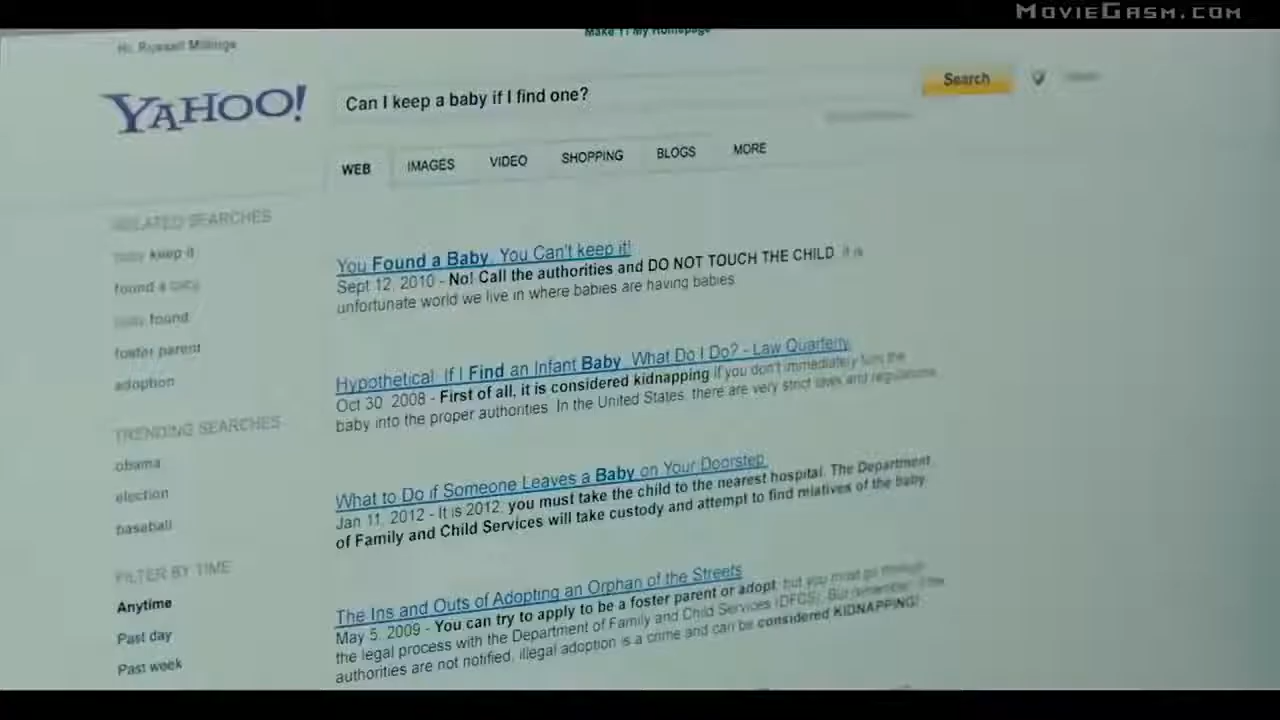 MOVIEGASM.COM
Make Y! My Homepage
Hi, Russell Millings
YAHOO!
Can I keep a baby if I find one?
Search
WEB IMAGES VIDEO SHOPPING BLOGS MORE
RELATED SEARCHES
keep it
found a baby
found
foster parent
adoption
TRENDING SEARCHES
obama
election
baseball
FILTER BY TIME
Anytime
Past day
Past week
You Found a Baby, You Can't keep it!
Sept 12, 2010 - No! Call the authorities and DO NOT TOUCH THE CHILD. It is
unfortunate world we live in where babies are having babies.
Hypothetical: If I Find an Infant Baby, What Do I Do? - Law Quarterly
Oct 30, 2008 - First of all, it is considered kidnapping if you don't immediately turn the
baby into the proper authorities. In the United States, there are very strict laws and regulations
What to Do if Someone Leaves a Baby on Your Doorstep
Jan 11, 2012 - It is 2012, you must take the child to the nearest hospital. The Department
of Family and Child Services will take custody and attempt to find relatives of the baby.
The Ins and Outs of Adopting an Orphan of the Streets
May 5, 2009 - You can try to apply to be a foster parent or adopt, but you must go through
the legal process with the Department of Family and Child Services (DFCS). But remember, if the
authorities are not notified, illegal adoption is a crime and can be considered KIDNAPPING!